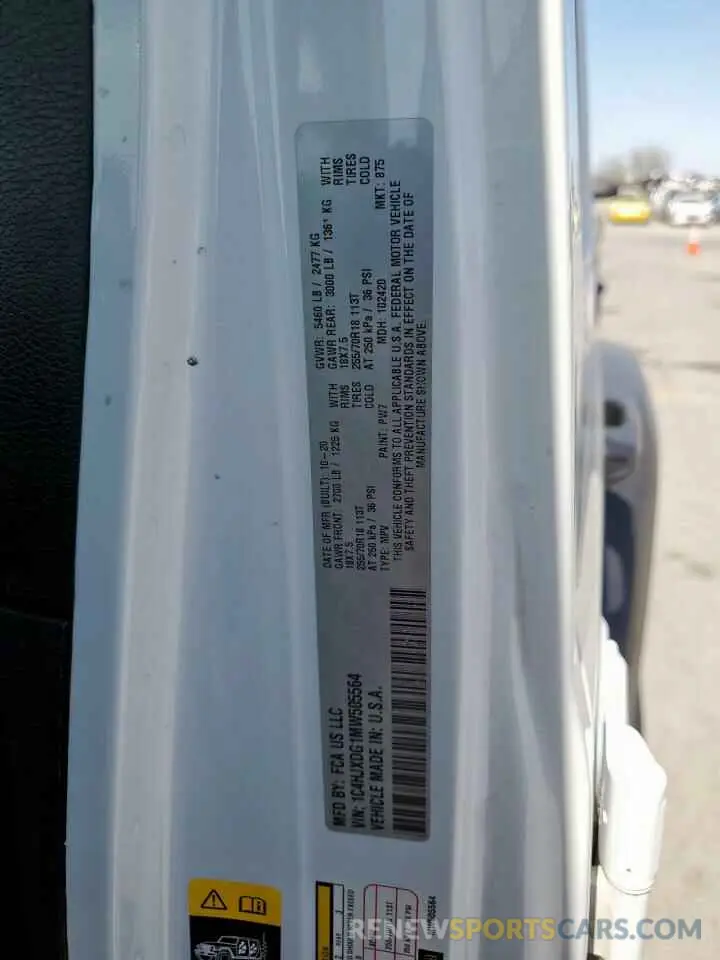 MFD BY: FCA US LLC
VIN: 1C4HJXDG1MW505564
VEHICLE MADE IN: U.S.A.
DATE OF MFR (BUILT): 10-20
GVWR: 5460 LB / 2477 KG
GAWR FRONT: 2700 LB / 1225 KG WITH
GAWR REAR: 3000 LB / 1361 KG WITH
18X7.5 RIMS
18X7.5 RIMS
255/70R18 113T TIRES
255/70R18 113T TIRES
AT 250 kPa / 36 PSI COLD
AT 250 kPa / 36 PSI COLD
TYPE: MPV PAINT: PW7 MDH: 102420 MKT: 875
THIS VEHICLE CONFORMS TO ALL APPLICABLE U.S.A. FEDERAL MOTOR VEHICLE
SAFETY AND THEFT PREVENTION STANDARDS IN EFFECT ON THE DATE OF
MANUFACTURE SHOWN ABOVE.
RENEWSPORTSCARS.COM